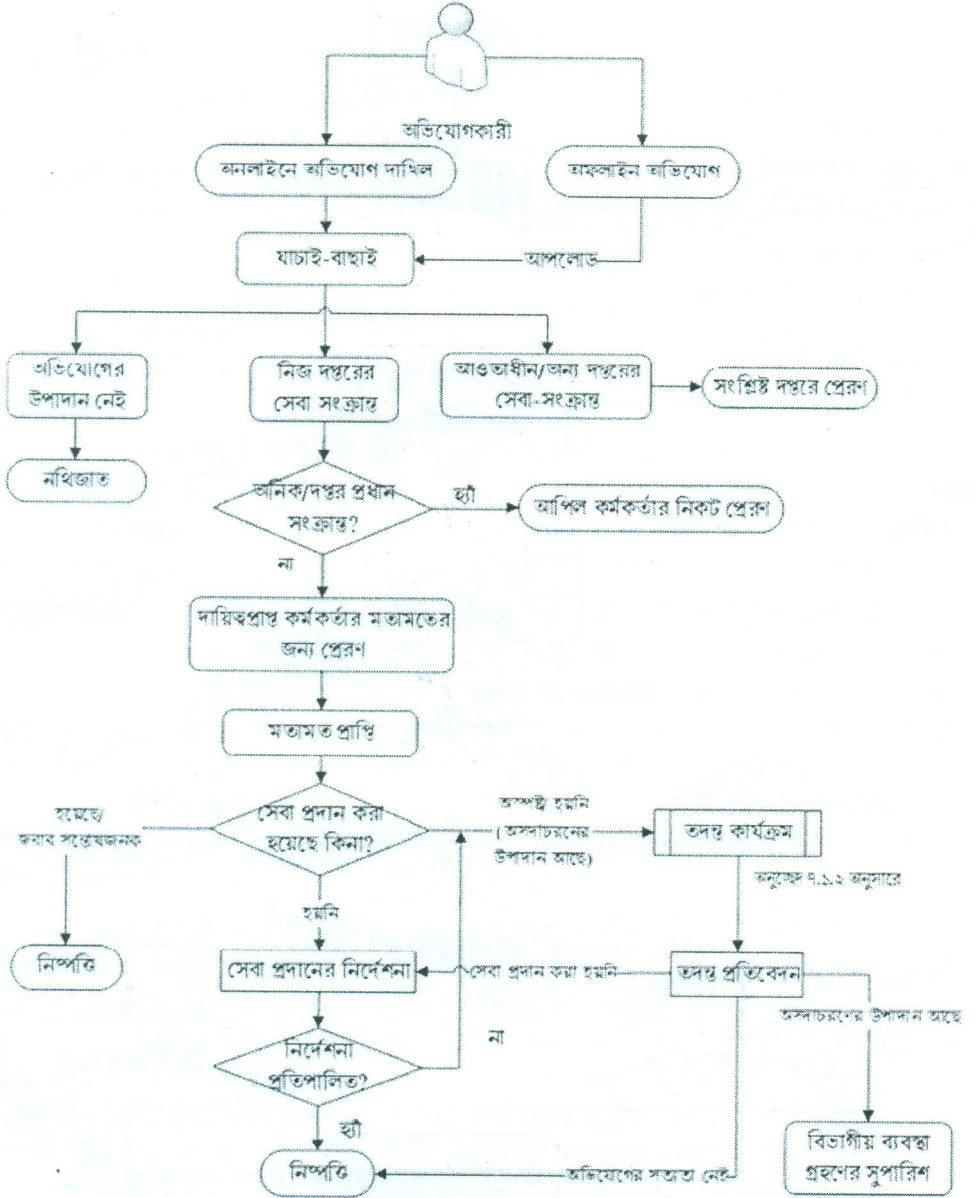 অভিযোগকারী
অনলাইনে অভিযোগ দাখিল
অফলাইন অভিযোগ
যাচাই-বাছাই
আপলোড
অভিযোগের
উপাদান নেই
নিজ দপ্তরের
সেবা সংক্রান্ত
আওতাধীন/অন্য দপ্তরের
সেবা-সংক্রান্ত
সংশ্লিষ্ট দপ্তরে প্রেরণ
নথিজাত
অনিক/দপ্তর প্রধান
সংক্রান্ত?
হ্যাঁ
আপিল কর্মকর্তার নিকট প্রেরণ
না
দায়িত্বপ্রাপ্ত কর্মকর্তার মতামতের
জন্য প্রেরণ
মতামত প্রাপ্তি
সেবা প্রদান করা
হয়েছে কিনা?
হয়েছে/
জবাব সন্তোষজনক
অস্পষ্ট/ হয়নি
(অসদাচরনের
উপাদান আছে)
তদন্ত কার্যক্রম
অনুচ্ছেদ ৭.১.২ অনুসারে
হয়নি
নিষ্পত্তি
সেবা প্রদানের নির্দেশনা
সেবা প্রদান করা হয়নি
তদন্ত প্রতিবেদন
অসদাচরণের উপাদান আছে
না
নির্দেশনা
প্রতিপালিত?
হ্যাঁ
নিষ্পত্তি
অভিযোগের সত্যতা নেই
বিভাগীয় ব্যবস্থা
গ্রহণের সুপারিশ